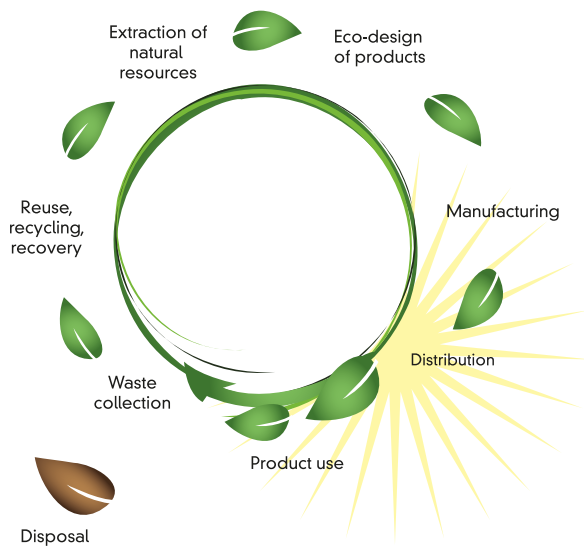 Extraction of
natural
resources
Eco-design
of products
Manufacturing
Reuse,
recycling,
recovery
Distribution
Waste
collection
Product use
Disposal